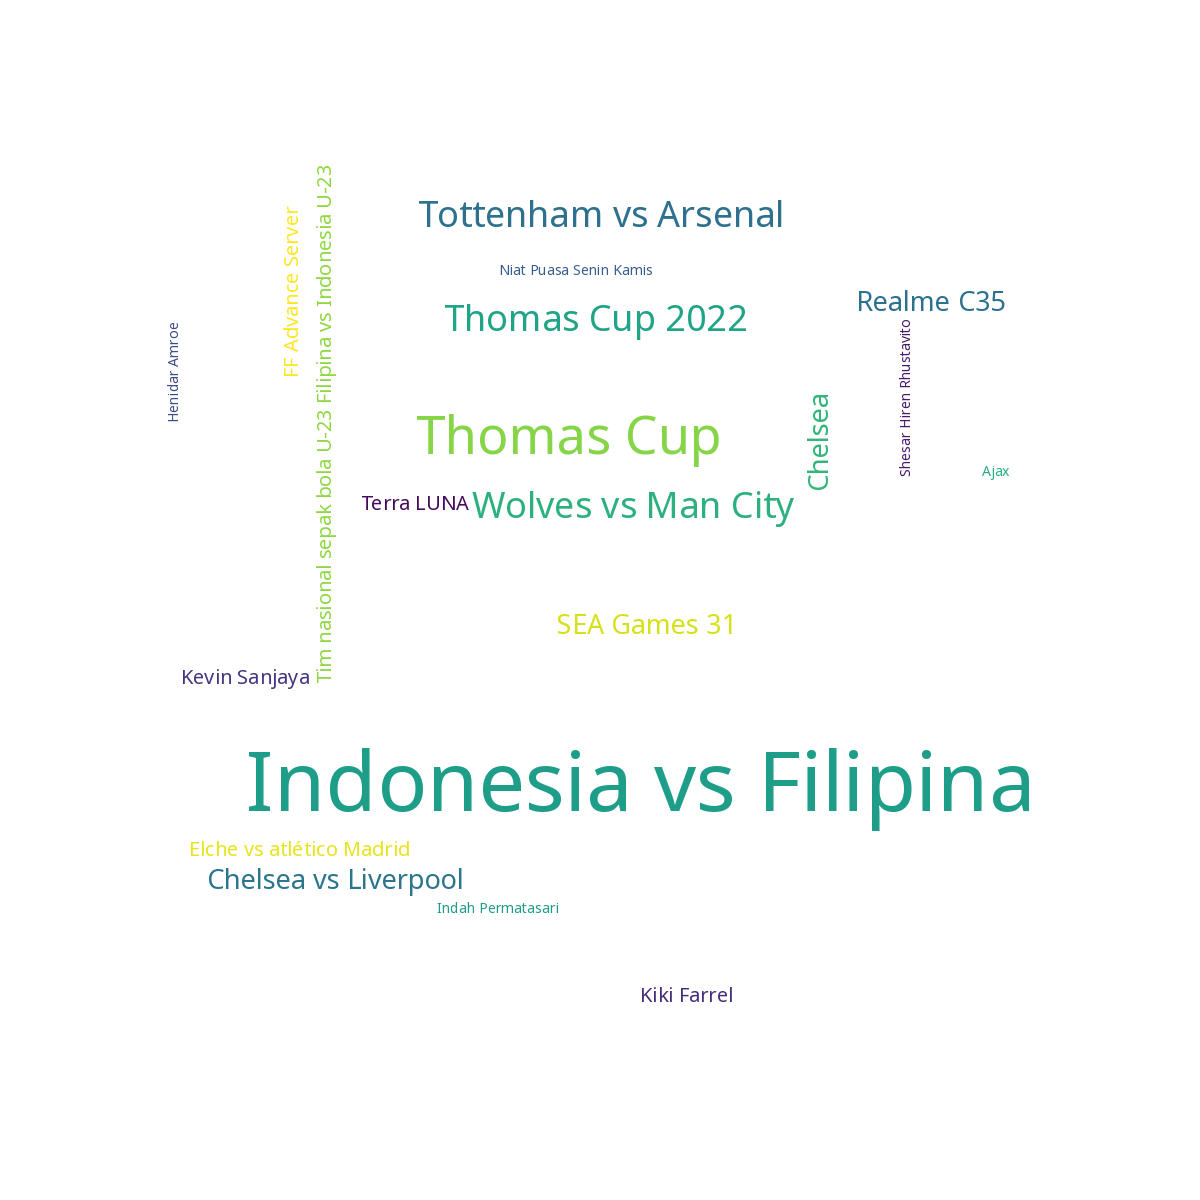 Tottenham vs Arsenal
Niat Puasa Senin Kamis
Thomas Cup 2022
Realme C35
FF Advance Server
Tim nasional sepak bola U-23 Filipina vs Indonesia U-23
Henidar Amroe
Shesar Hiren Rhustavito
Chelsea
Thomas Cup
Ajax
Terra LUNA
Wolves vs Man City
SEA Games 31
Kevin Sanjaya
Indonesia vs Filipina
Elche vs atlético Madrid
Chelsea vs Liverpool
Indah Permatasari
Kiki Farrel